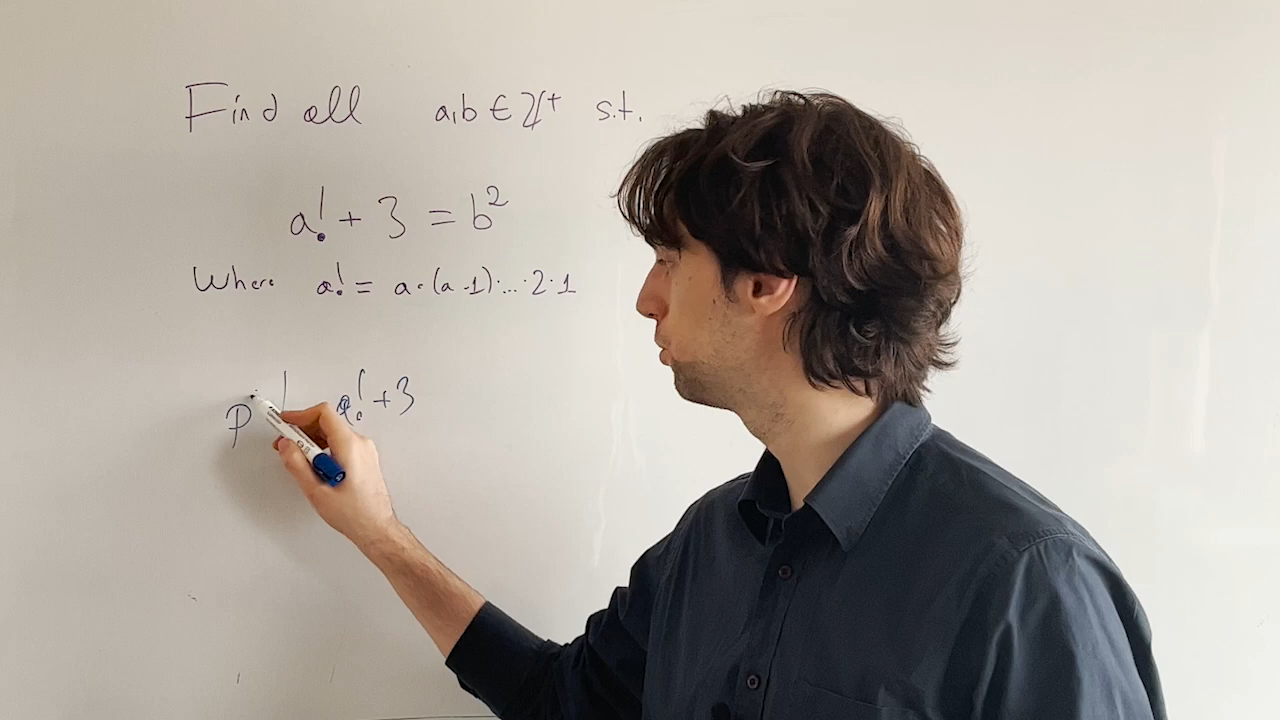 Find all a,b ∈ ℤ⁺ s.t.
a! + 3 = b²
Where a! = a·(a-1)·...·2·1
p | a! + 3